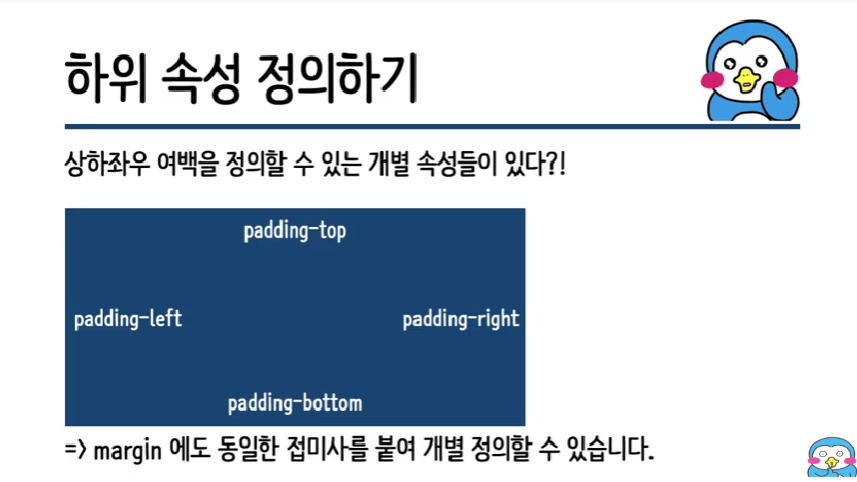 하위 속성 정의하기
상하좌우 여백을 정의할 수 있는 개별 속성들이 있다?!
padding-top
padding-left padding-right
padding-bottom
=> margin 에도 동일한 접미사를 붙여 개별 정의할 수 있습니다.